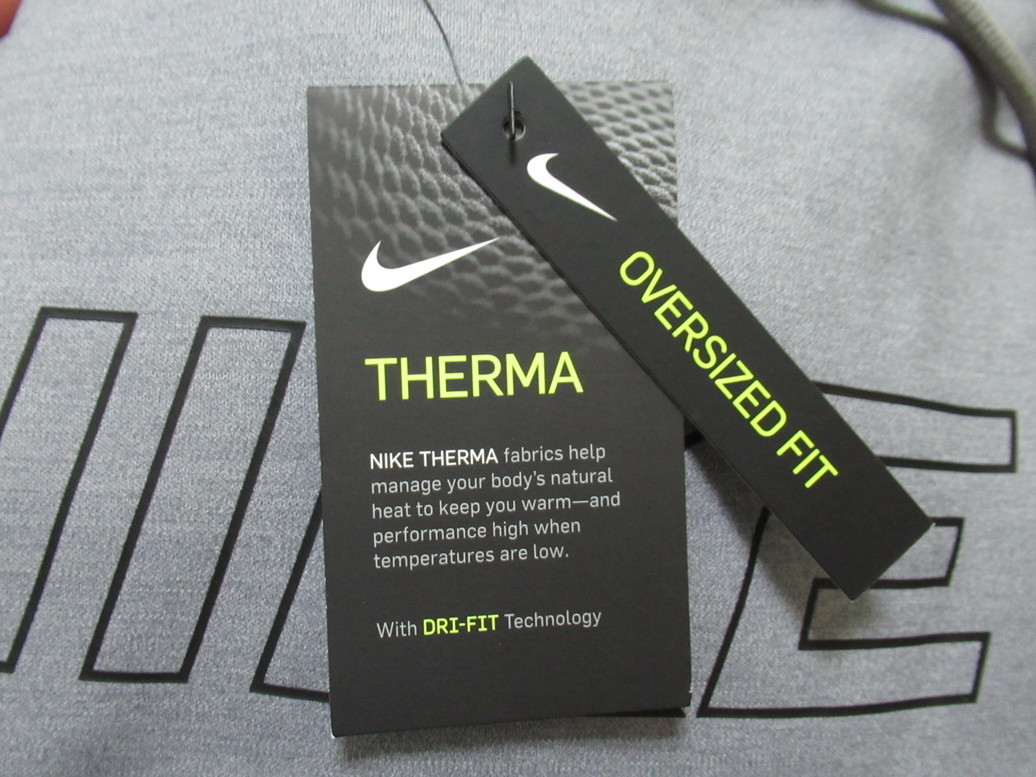 THERMA
NIKE THERMA fabrics help
manage your body's natural
heat to keep you warm—and
performance high when
temperatures are low.
With DRI-FIT Technology
OVERSIZED FIT